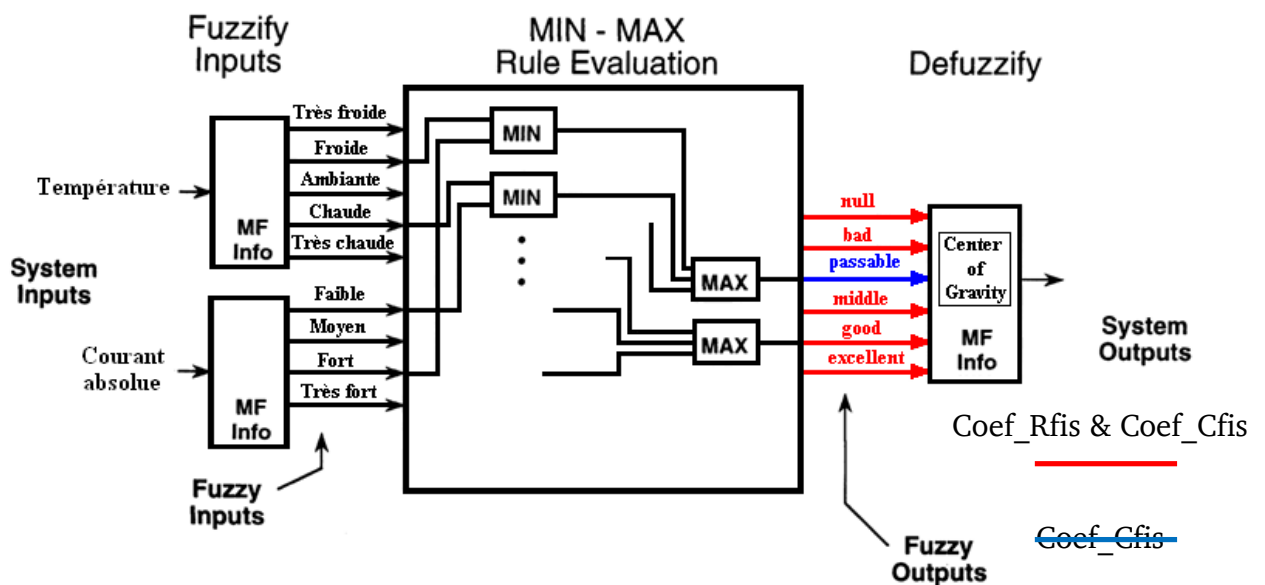 Fuzzify
Inputs
MIN - MAX
Rule Evaluation
Defuzzify
System
Inputs
Température
MF
Info
Très froide
Froide
Ambiante
Chaude
Très chaude
Courant
absolue
MF
Info
Faible
Moyen
Fort
Très fort
Fuzzy
Inputs
MIN
MIN
MAX
MAX
null
bad
passable
middle
good
excellent
Center
of
Gravity
MF
Info
System
Outputs
Coef_Rfis & Coef_Cfis
Coef_Cfis
Fuzzy
Outputs